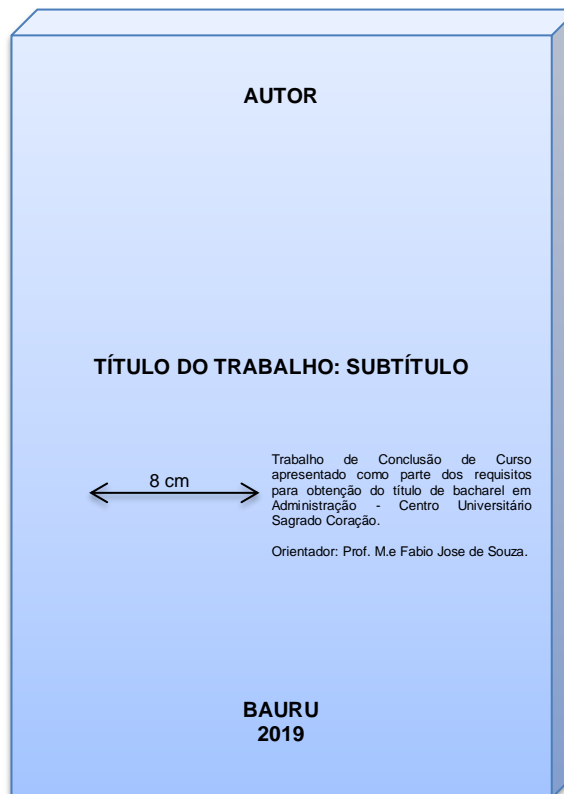 AUTOR
TÍTULO DO TRABALHO: SUBTÍTULO
8 cm
Trabalho de Conclusão de Curso
apresentado como parte dos requisitos
para obtenção do título de bacharel em
Administração - Centro Universitário
Sagrado Coração.
Orientador: Prof. M.e Fabio Jose de Souza.
BAURU
2019